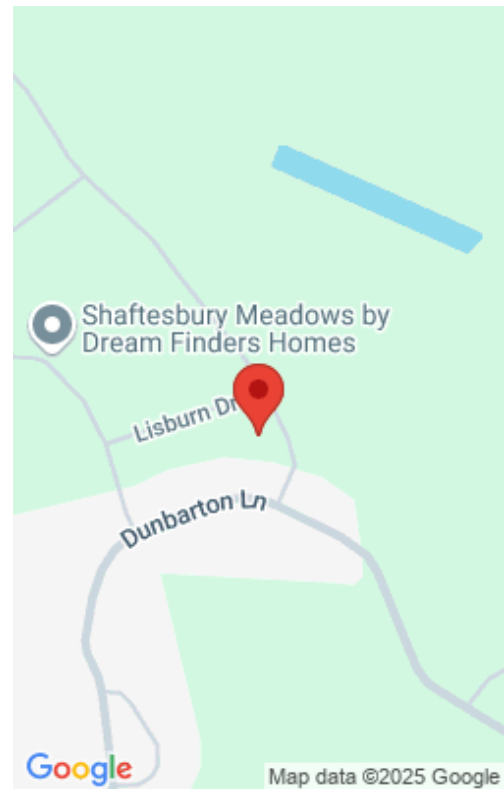 Shaftesbury Meadows by
Dream Finders Homes
Lisburn Dr
Dunbarton Ln
Google
Map data ©2025 Google